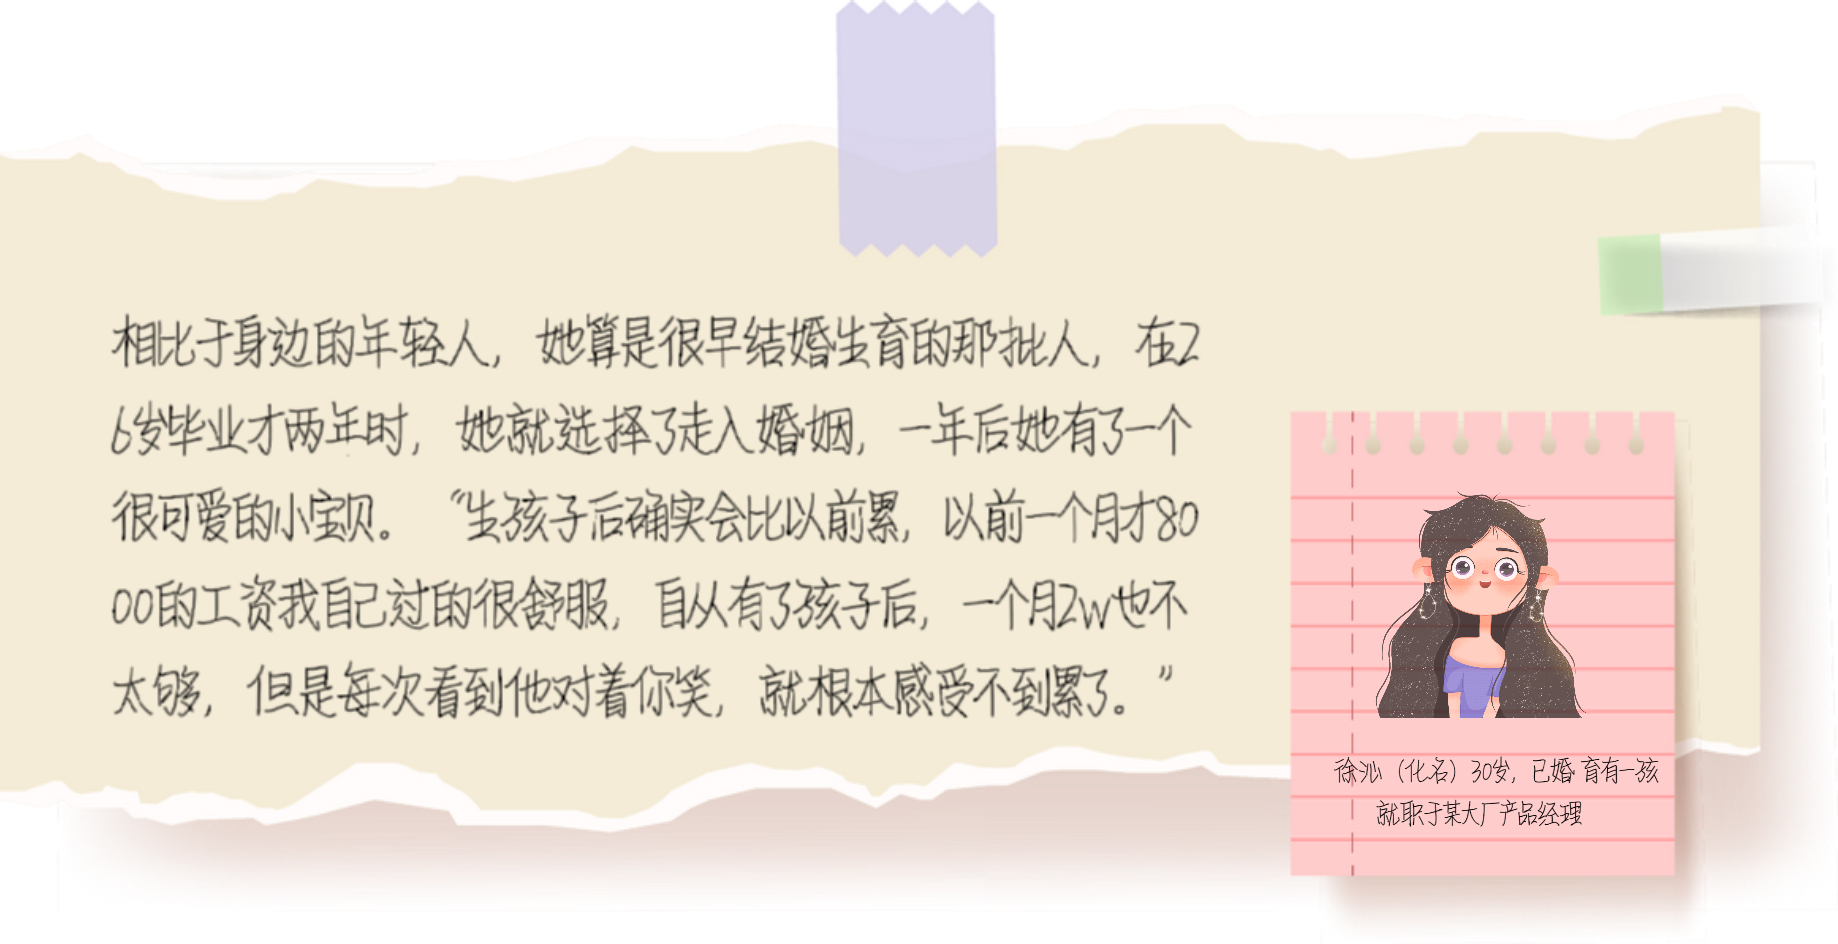 相比于身边的年轻人，她算是很早结婚生育的那批人，在2
6岁毕业才两年时，她就选择了走入婚姻，一年后她有了一个
很可爱的小宝贝。 “生孩子后确实会比以前累，以前一个月才80
00的工资我自己过的很舒服，自从有了孩子后，一个月2w也不
太够，但是每次看到他对着你笑，就根本感受不到累了。”
徐沁（化名）30岁，已婚 育有一孩
就职于某大厂产品经理